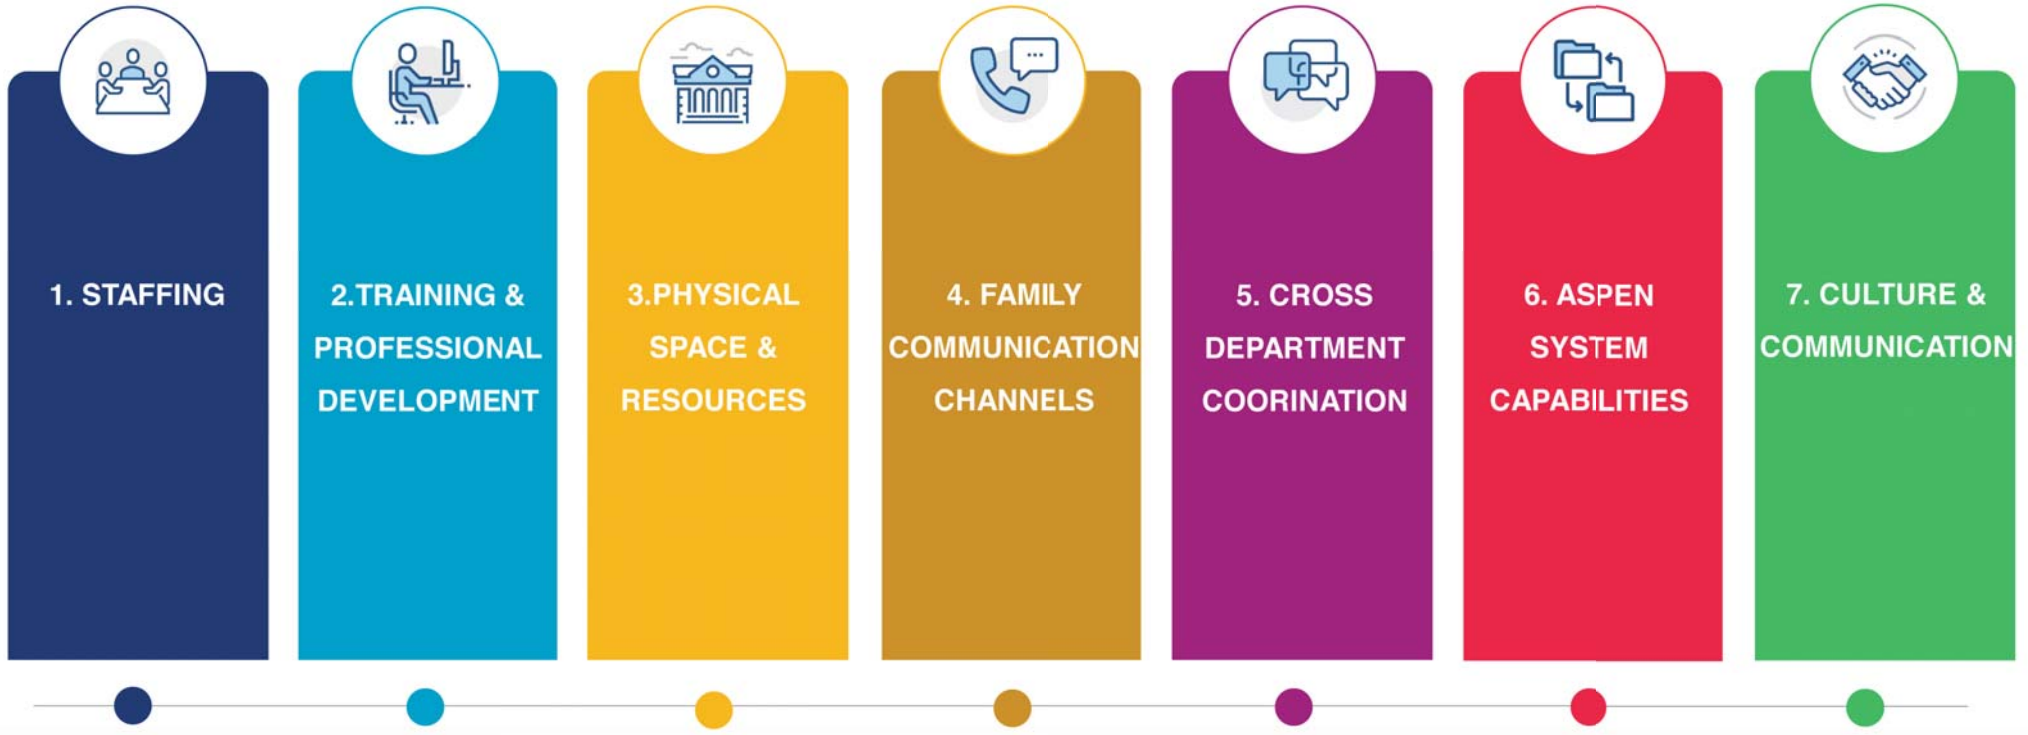 1. STAFFING
2.TRAINING &
PROFESSIONAL
DEVELOPMENT
3.PHYSICAL
SPACE &
RESOURCES
4. FAMILY
COMMUNICATION
CHANNELS
5. CROSS
DEPARTMENT
COORINATION
6. ASPEN
SYSTEM
CAPABILITIES
7. CULTURE &
COMMUNICATION